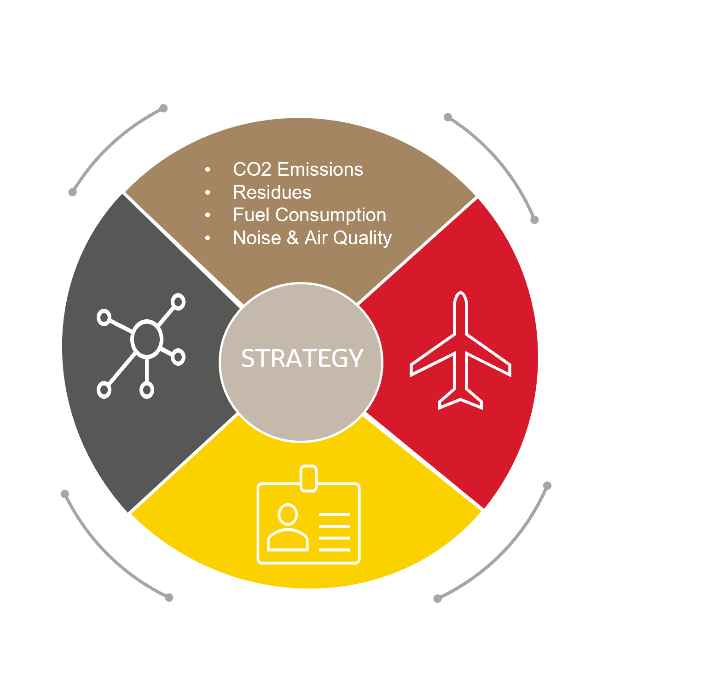 • CO2 Emissions
• Residues
• Fuel Consumption
• Noise & Air Quality
STRATEGY